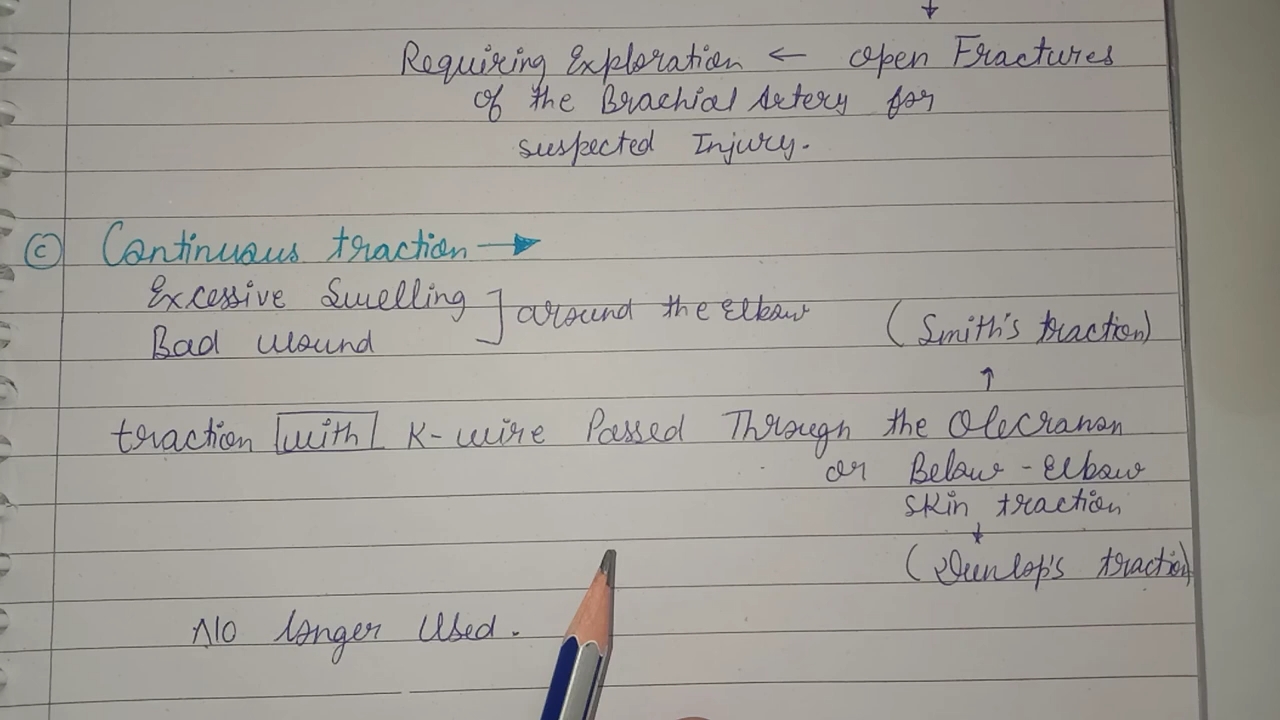 Requiring Exploration ← open Fractures
of the Brachial Artery for
suspected Injury.
(c) Continuous traction →
Excessive Swelling
Bad wound
] around the Elbow
(Smith's traction)
↑
traction with K-wire Passed Through the Olecranon
or Below-Elbow
skin traction
↓
(Dunlop's traction)
No longer Used.